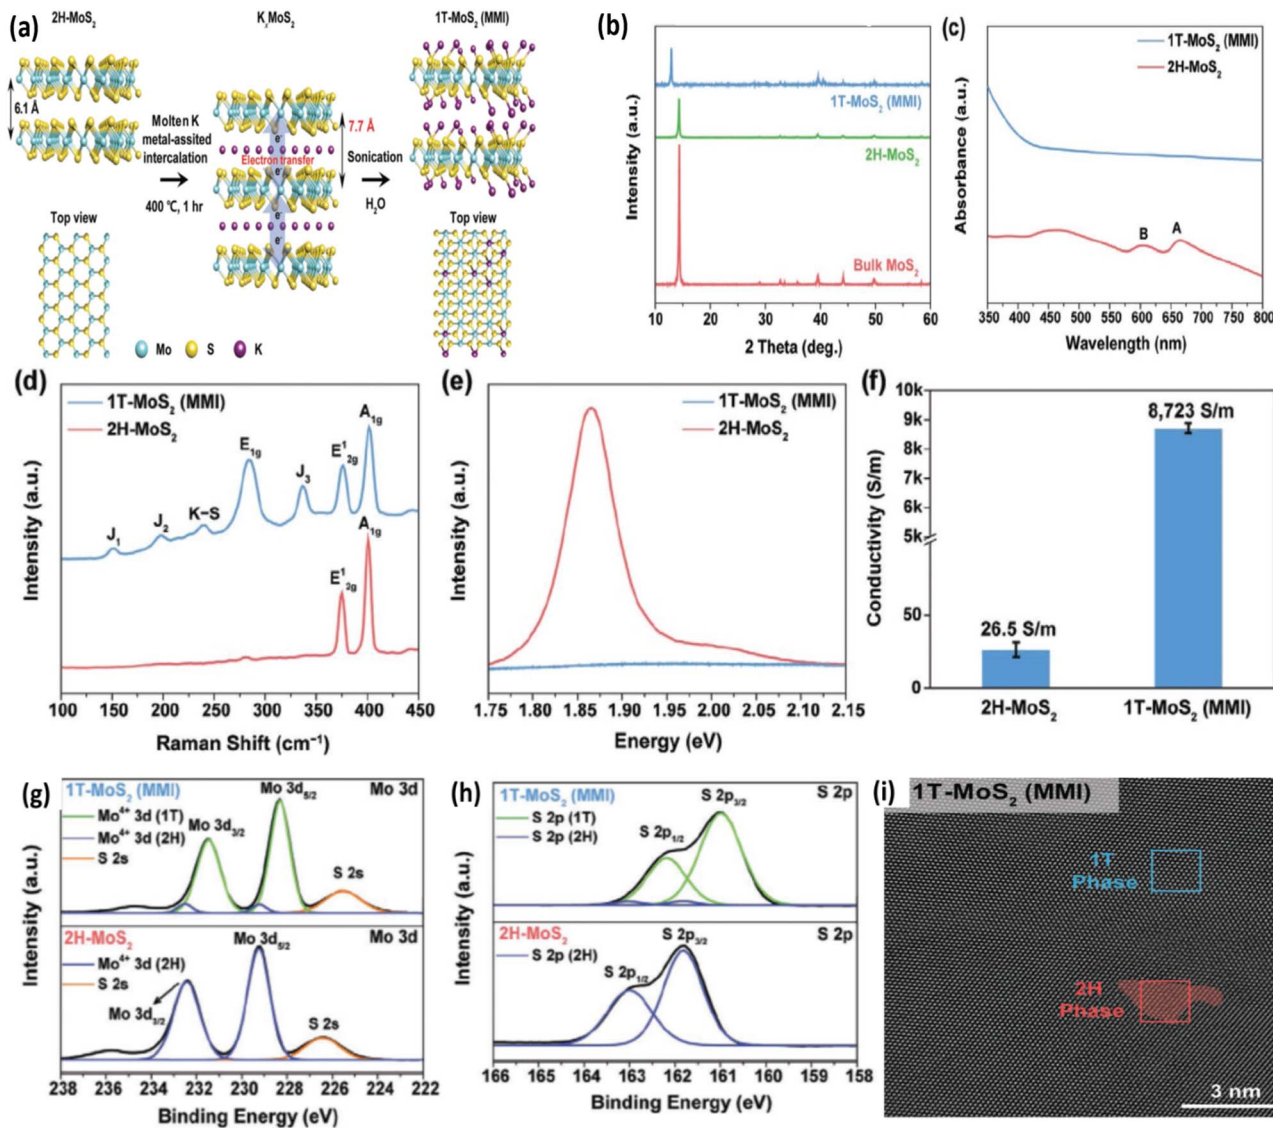 (a)
2H-MoS₂
KₓMoS₂
1T-MoS₂ (MMI)
6.1 Å
Molten K
metal-assited
intercalation
400 ℃, 1 hr
7.7 Å
e⁻
Electron transfer
e⁻
e⁻
e⁻
Sonication
H₂O
Top view
Top view
Mo
S
K
(b)
Intensity (a.u.)
1T-MoS₂ (MMI)
2H-MoS₂
Bulk MoS₂
10 20 30 40 50 60
2 Theta (deg.)
(c)
Absorbance (a.u.)
1T-MoS₂ (MMI)
2H-MoS₂
B
A
350 400 450 500 550 600 650 700 750 800
Wavelength (nm)
(d)
Intensity (a.u.)
1T-MoS₂ (MMI)
2H-MoS₂
J₁
J₂
K–S
E₁g
J₃
E¹₂g
A₁g
E¹₂g
A₁g
100 150 200 250 300 350 400 450
Raman Shift (cm⁻¹)
(e)
Intensity (a.u.)
1T-MoS₂ (MMI)
2H-MoS₂
1.75 1.80 1.85 1.90 1.95 2.00 2.05 2.10 2.15
Energy (eV)
(f)
Conductivity (S/m)
10k
9k
8k
7k
6k
5k
50
0
26.5 S/m
8,723 S/m
2H-MoS₂
1T-MoS₂ (MMI)
(g)
Intensity (a.u.)
1T-MoS₂ (MMI)
Mo 3d
Mo⁴⁺ 3d (1T)
Mo⁴⁺ 3d (2H)
S 2s
Mo 3d₃/₂
Mo 3d₅/₂
S 2s
2H-MoS₂
Mo 3d
Mo⁴⁺ 3d (2H)
S 2s
Mo 3d₃/₂
Mo 3d₅/₂
S 2s
238 236 234 232 230 228 226 224 222
Binding Energy (eV)
(h)
Intensity (a.u.)
1T-MoS₂ (MMI)
S 2p
S 2p (1T)
S 2p (2H)
S 2p₁/₂
S 2p₃/₂
2H-MoS₂
S 2p
S 2p (2H)
S 2p₁/₂
S 2p₃/₂
166 165 164 163 162 161 160 159 158
Binding Energy (eV)
(i)
1T-MoS₂ (MMI)
1T
Phase
2H
Phase
3 nm